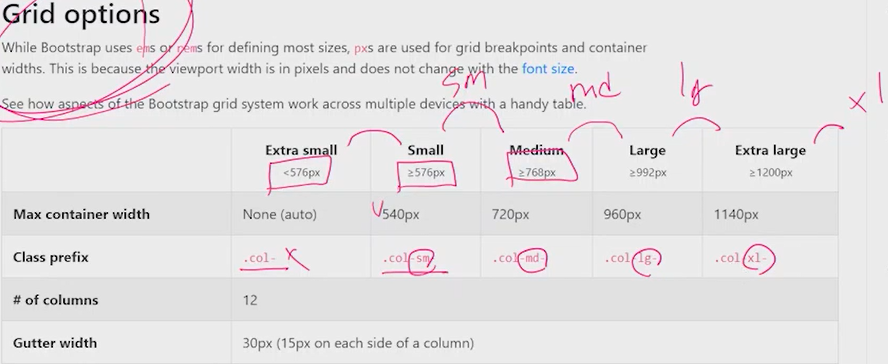 Grid options
While Bootstrap uses ems or rems for defining most sizes, pxs are used for grid breakpoints and container
widths. This is because the viewport width is in pixels and does not change with the font size.
See how aspects of the Bootstrap grid system work across multiple devices with a handy table.
sm md lg xl
Extra small Small Medium Large Extra large
<576px ≥576px ≥768px ≥992px ≥1200px
Max container width None (auto) 540px 720px 960px 1140px
Class prefix .col- .col-sm- .col-md- .col-lg- .col-xl-
# of columns 12
Gutter width 30px (15px on each side of a column)